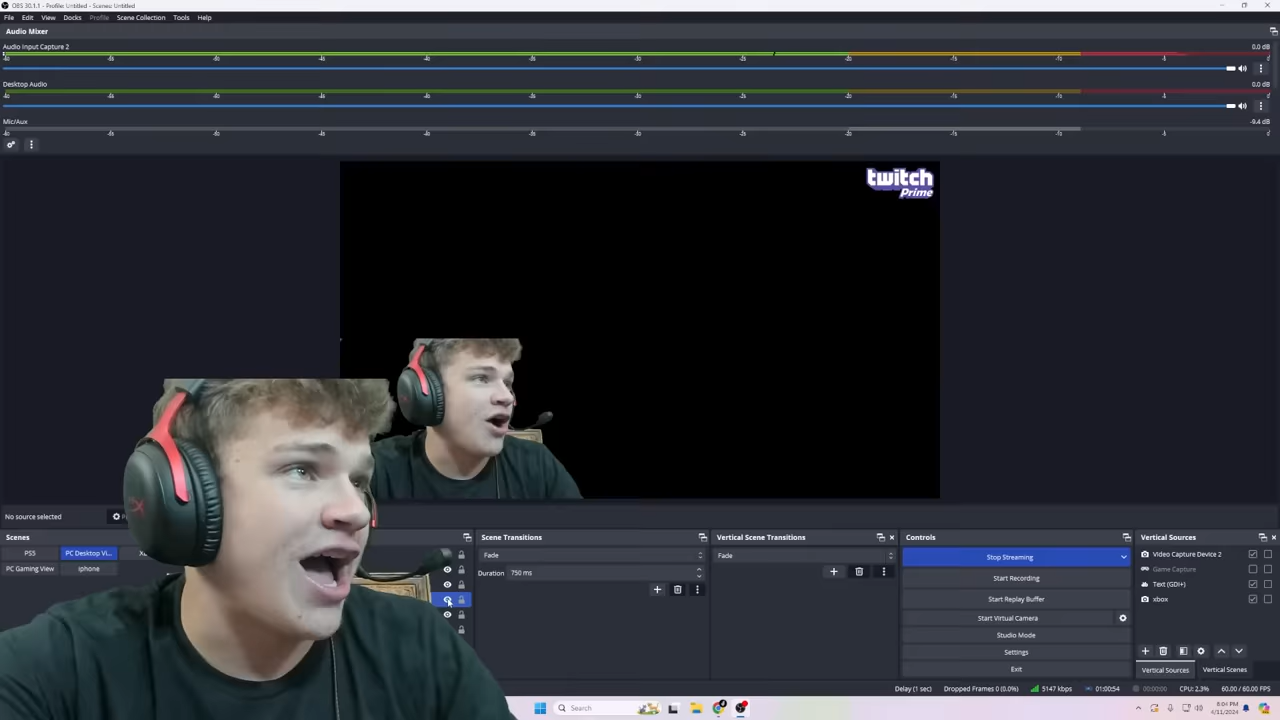 OBS 30.1.1 - Profile: Untitled - Scenes: Untitled
File Edit View Docks Profile Scene Collection Tools Help
Audio Mixer
Audio Input Capture 2 0.0 dB
Desktop Audio 0.0 dB
Mic/Aux -9.4 dB
twitch
Prime
No source selected
Scenes
PS5 PC Desktop Vi...
PC Gaming View iphone
Scene Transitions
Fade
Duration 750 ms
Vertical Scene Transitions
Fade
Controls
Stop Streaming
Start Recording
Start Replay Buffer
Start Virtual Camera
Studio Mode
Settings
Exit
Vertical Sources
Video Capture Device 2
Game Capture
Text (GDI+)
xbox
Vertical Sources Vertical Scenes
Delay (1 sec) Dropped Frames 0 (0.0%) 5147 kbps 01:00:54 00:00:00 CPU: 2.3% 60.00 / 60.00 FPS
Search
8:04 PM
4/11/2024